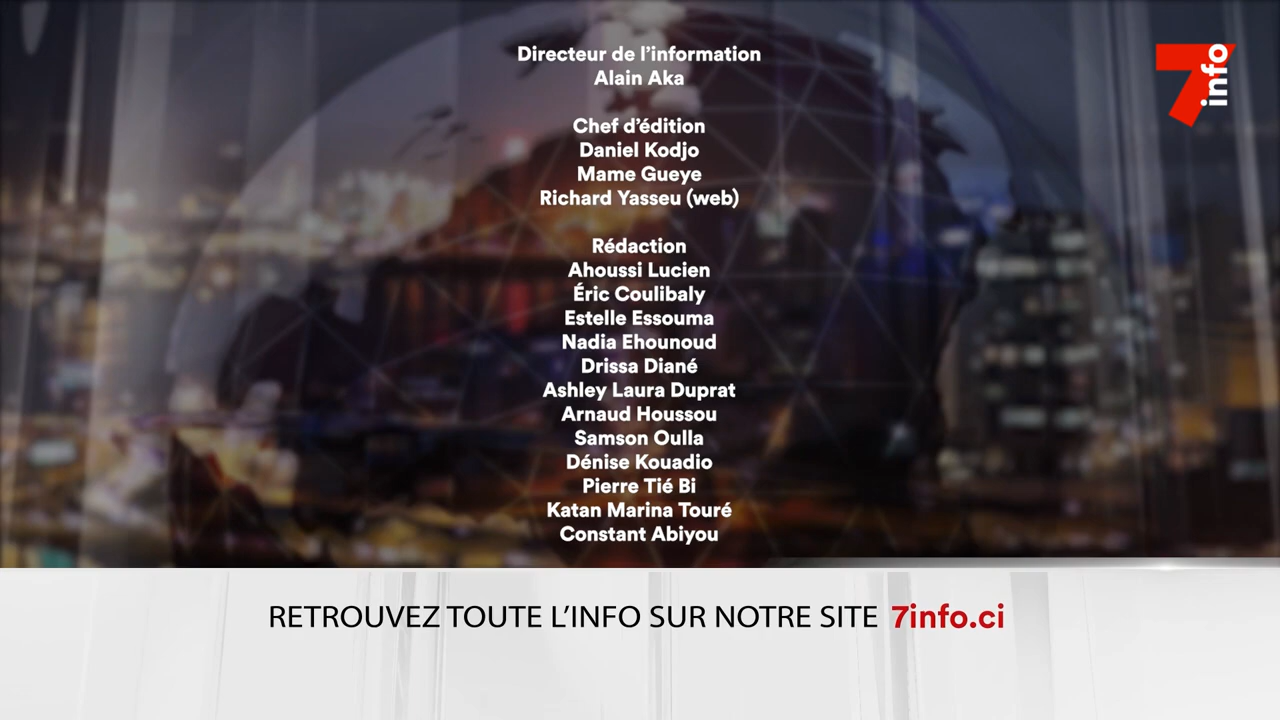 Directeur de l’information
Alain Aka
Chef d’édition
Daniel Kodjo
Mame Gueye
Richard Yasseu (web)
Rédaction
Ahoussi Lucien
Éric Coulibaly
Estelle Essouma
Nadia Ehounoud
Drissa Diané
Ashley Laura Duprat
Arnaud Houssou
Samson Oulla
Dénise Kouadio
Pierre Tié Bi
Katan Marina Touré
Constant Abiyou
7info
RETROUVEZ TOUTE L’INFO SUR NOTRE SITE 7info.ci